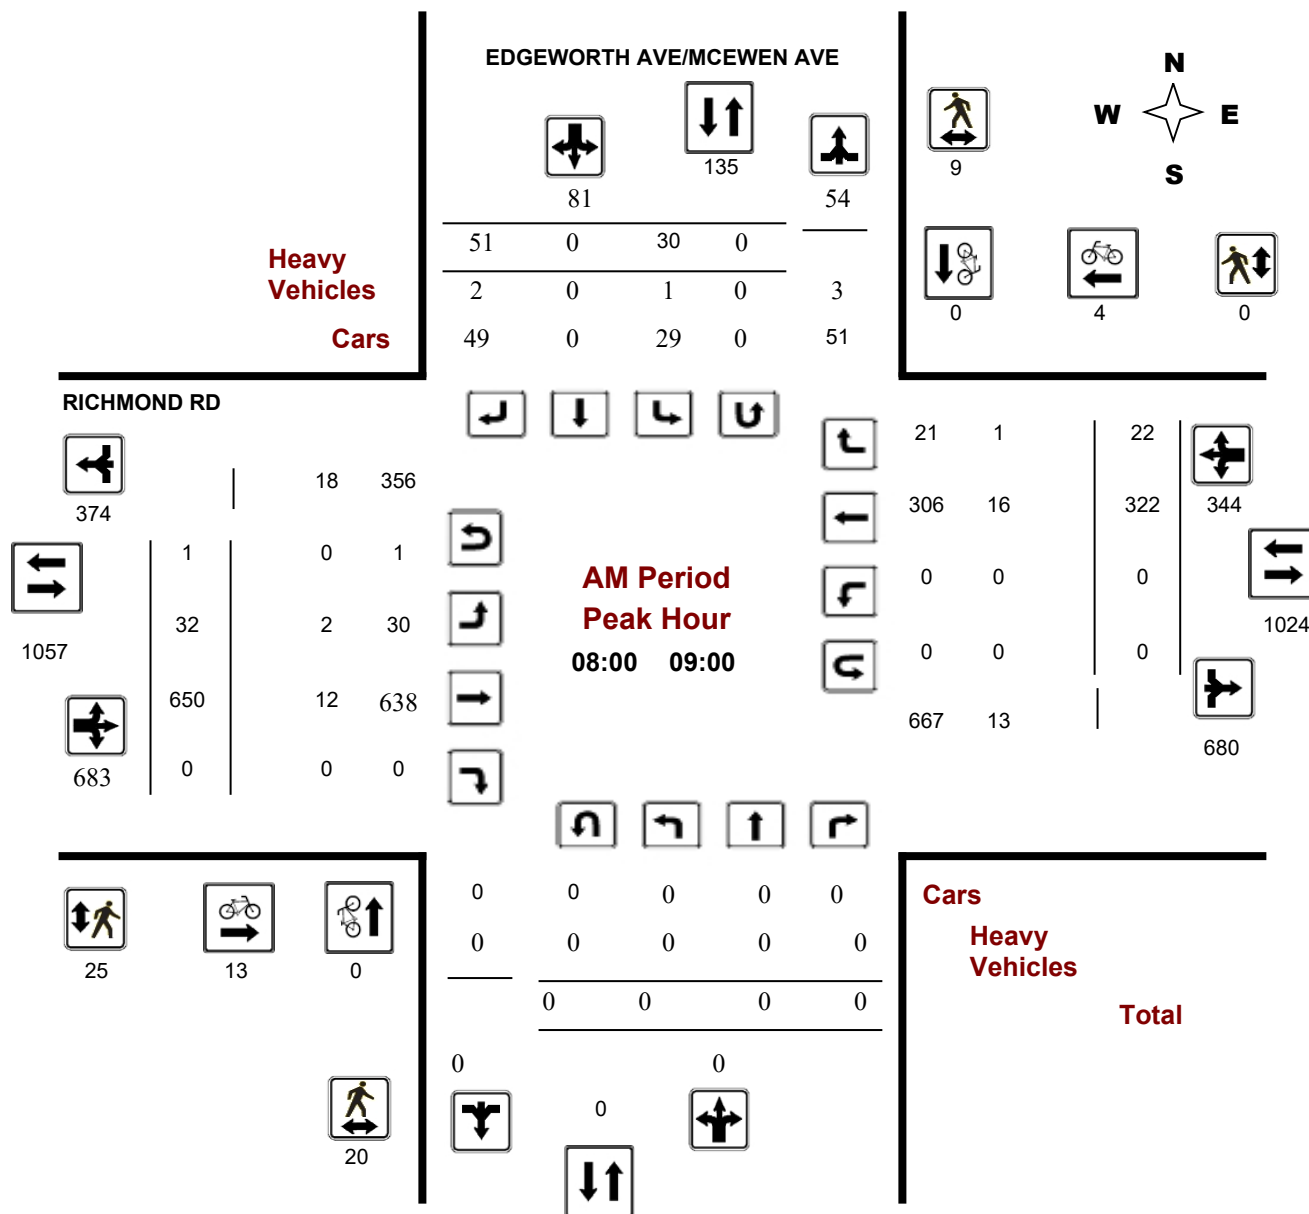 EDGEWORTH AVE/MCEWEN AVE
N
W E
S
135
9
81 54
51 0 30 0
Heavy
Vehicles
2 0 1 0 3
0 4 0
Cars
49 0 29 0 51
RICHMOND RD
21 1 22
18 356
374
306 16 322 344
1 0 1
AM Period
0 0 0
Peak Hour
32 2 30
1024
1057
08:00 09:00
0 0 0
650 12 638
667 13
680
683 0 0 0
0 0 0 0 0
Cars
0 0 0 0 0
Heavy
Vehicles
25 13 0
0 0 0 0
Total
0 0
0
20